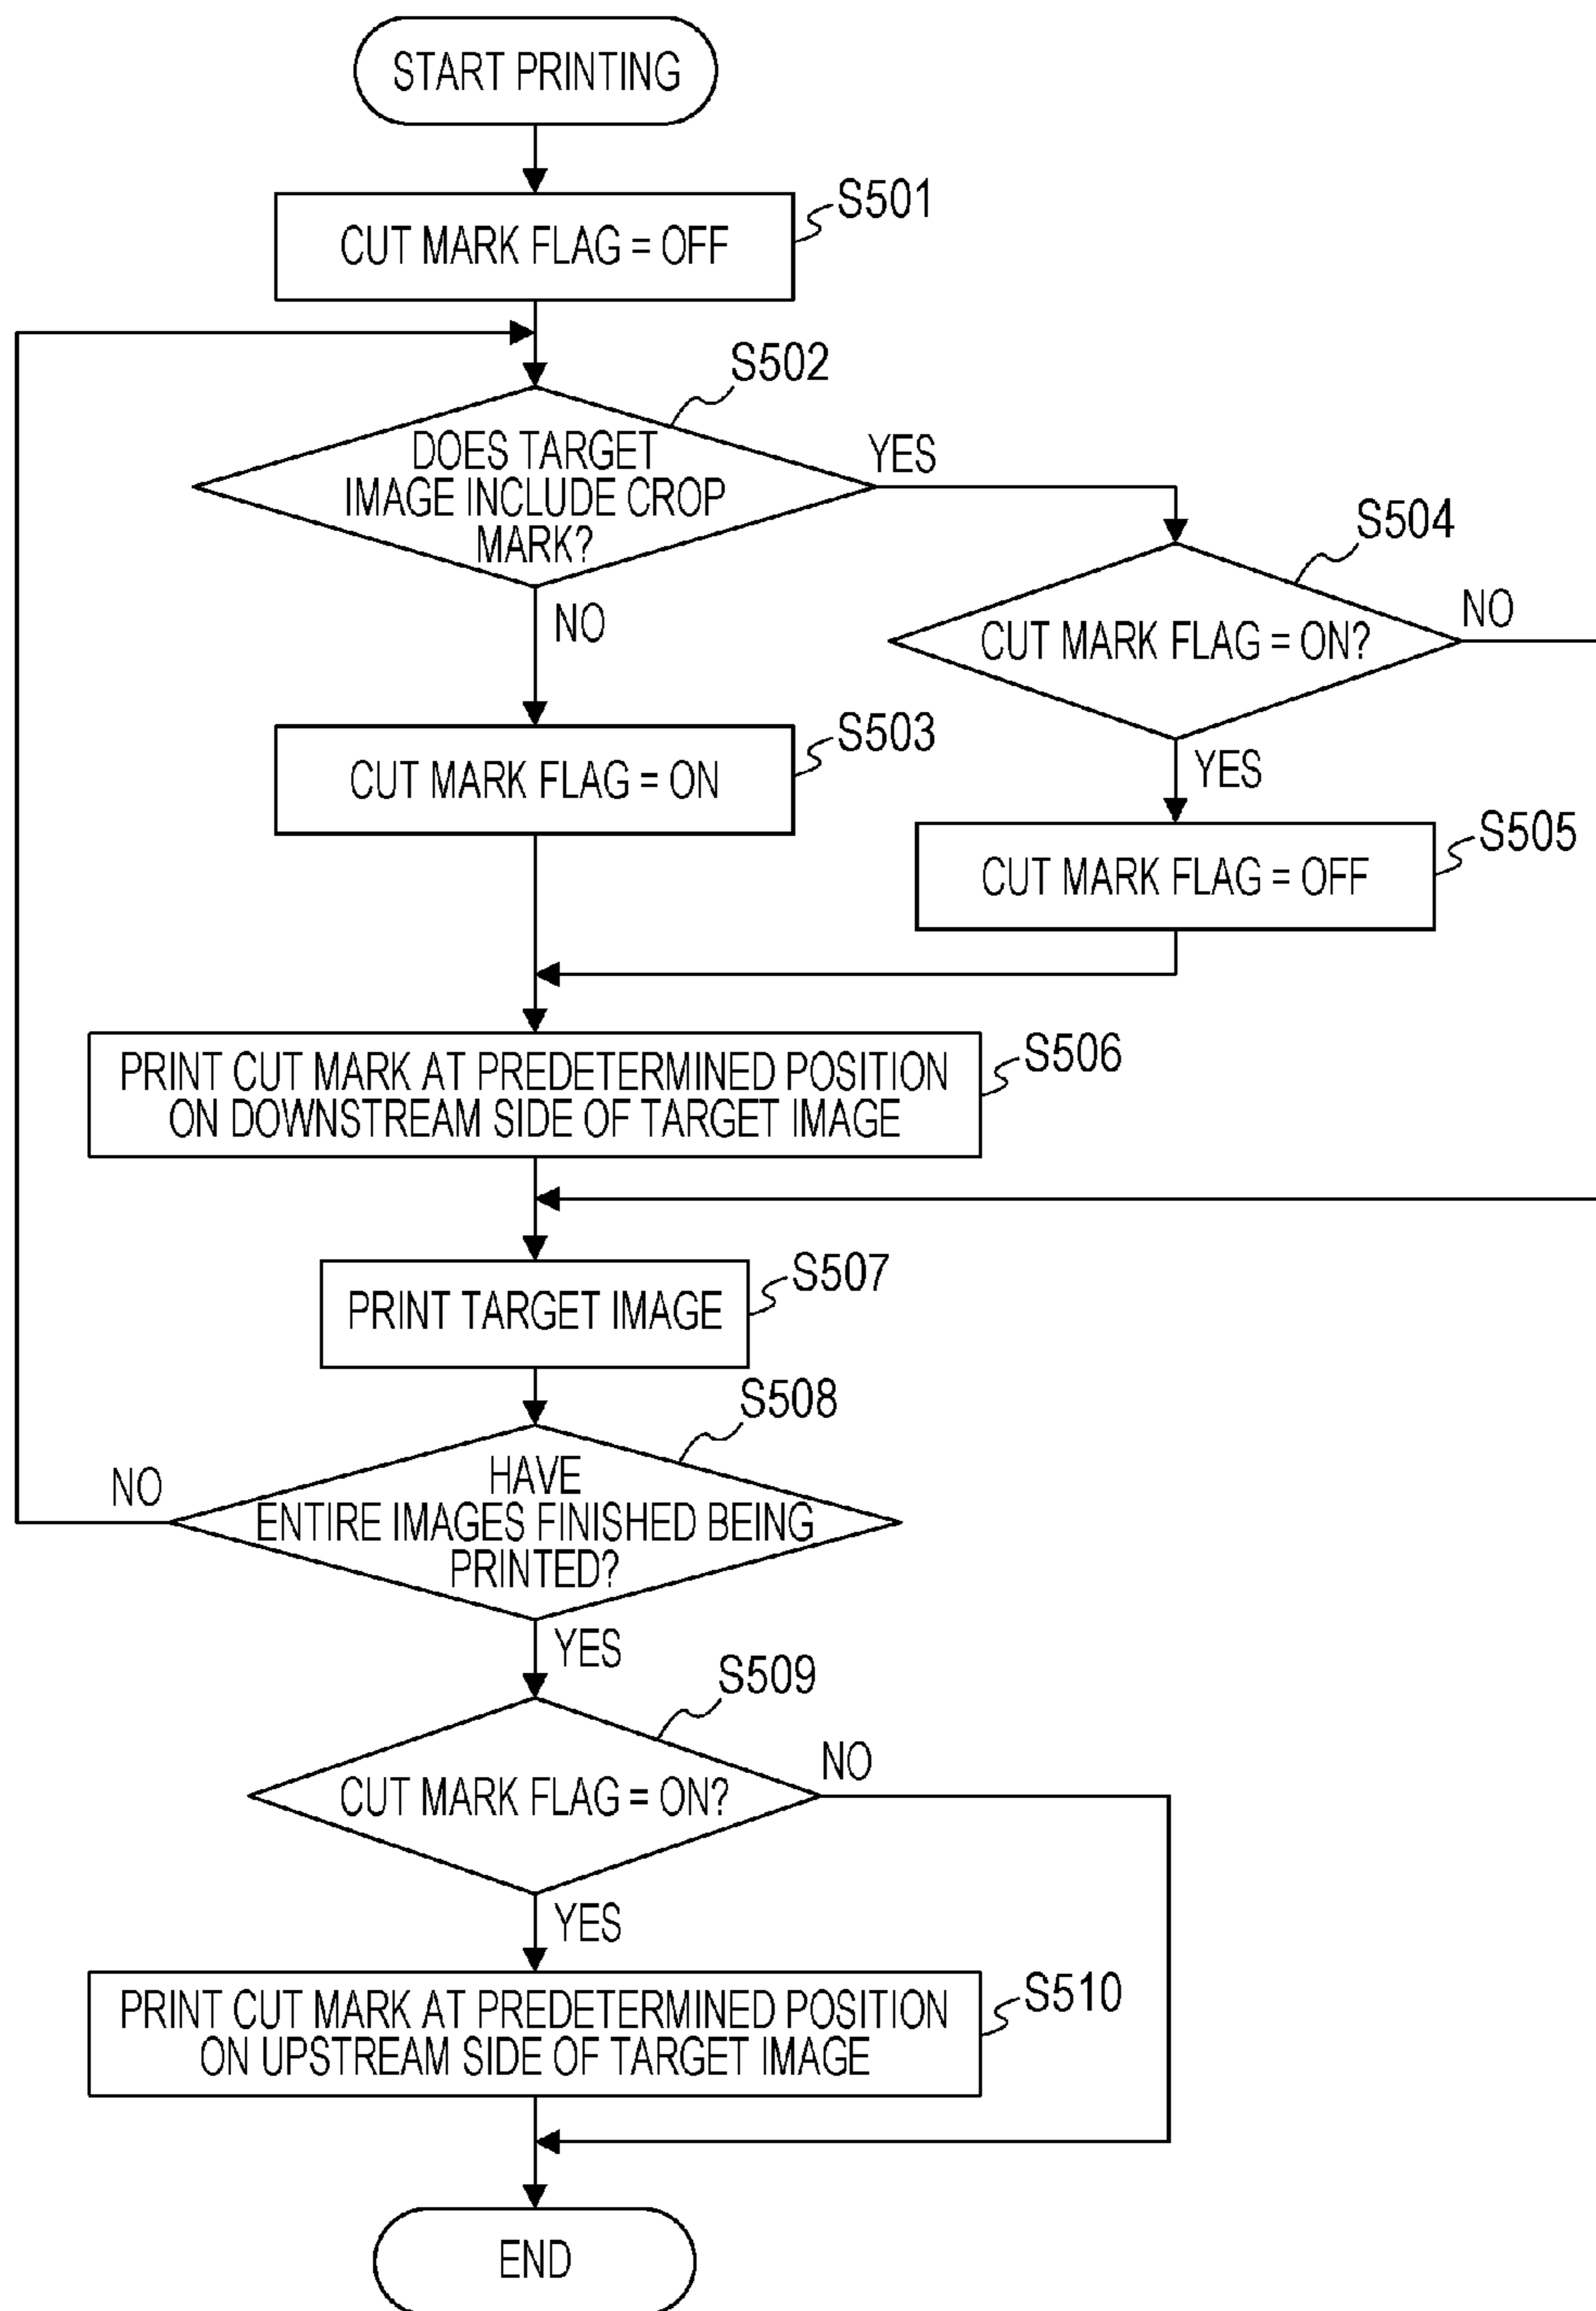 START PRINTING
S501
CUT MARK FLAG = OFF
S502
DOES TARGET
IMAGE INCLUDE CROP
MARK?
YES
NO
S504
CUT MARK FLAG = ON?
NO
YES
S503
CUT MARK FLAG = ON
S505
CUT MARK FLAG = OFF
S506
PRINT CUT MARK AT PREDETERMINED POSITION
ON DOWNSTREAM SIDE OF TARGET IMAGE
S507
PRINT TARGET IMAGE
S508
HAVE
ENTIRE IMAGES FINISHED BEING
PRINTED?
NO
YES
S509
CUT MARK FLAG = ON?
NO
YES
S510
PRINT CUT MARK AT PREDETERMINED POSITION
ON UPSTREAM SIDE OF TARGET IMAGE
END